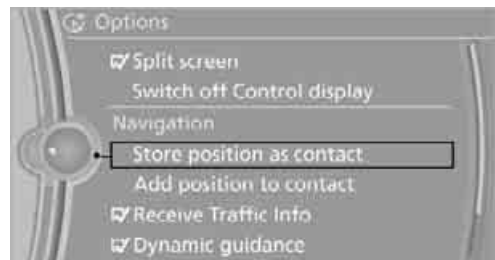 Options
Split screen
Switch off Control display
Navigation
Store position as contact
Add position to contact
Receive Traffic Info
Dynamic guidance